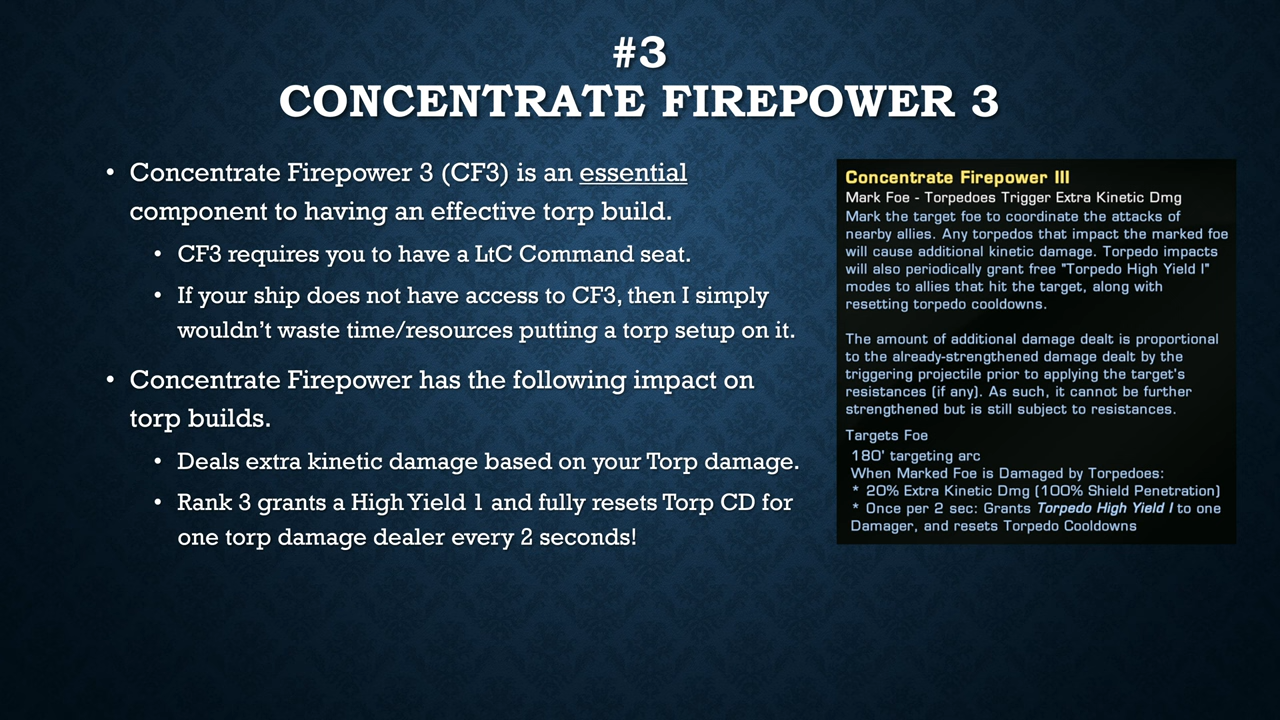 #3
CONCENTRATE FIREPOWER 3
• Concentrate Firepower 3 (CF3) is an essential
component to having an effective torp build.
• CF3 requires you to have a LtC Command seat.
• If your ship does not have access to CF3, then I simply
wouldn't waste time/resources putting a torp setup on it.
• Concentrate Firepower has the following impact on
torp builds.
• Deals extra kinetic damage based on your Torp damage.
• Rank 3 grants a High Yield 1 and fully resets Torp CD for
one torp damage dealer every 2 seconds!
Concentrate Firepower III
Mark Foe - Torpedoes Trigger Extra Kinetic Dmg
Mark the target foe to coordinate the attacks of
nearby allies. Any torpedos that impact the marked foe
will cause additional kinetic damage. Torpedo impacts
will also periodically grant free "Torpedo High Yield I"
modes to allies that hit the target, along with
resetting torpedo cooldowns.
The amount of additional damage dealt is proportional
to the already-strengthened damage dealt by the
triggering projectile prior to applying the target's
resistances (if any). As such, it cannot be further
strengthened but is still subject to resistances.
Targets Foe
180' targeting arc
When Marked Foe is Damaged by Torpedoes:
* 20% Extra Kinetic Dmg (100% Shield Penetration)
* Once per 2 sec: Grants Torpedo High Yield I to one
Damager, and resets Torpedo Cooldowns